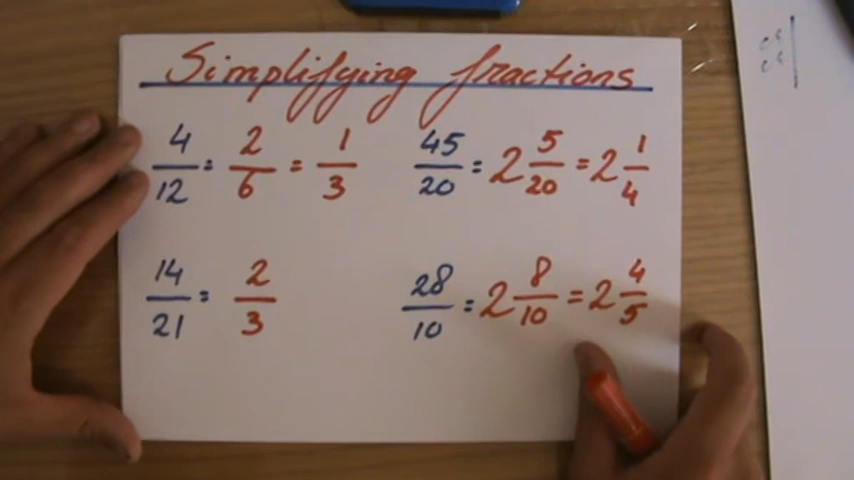 Simplifying fractions
4/12 = 2/6 = 1/3
45/20 = 2 5/20 = 2 1/4
14/21 = 2/3
28/10 = 2 8/10 = 2 4/5